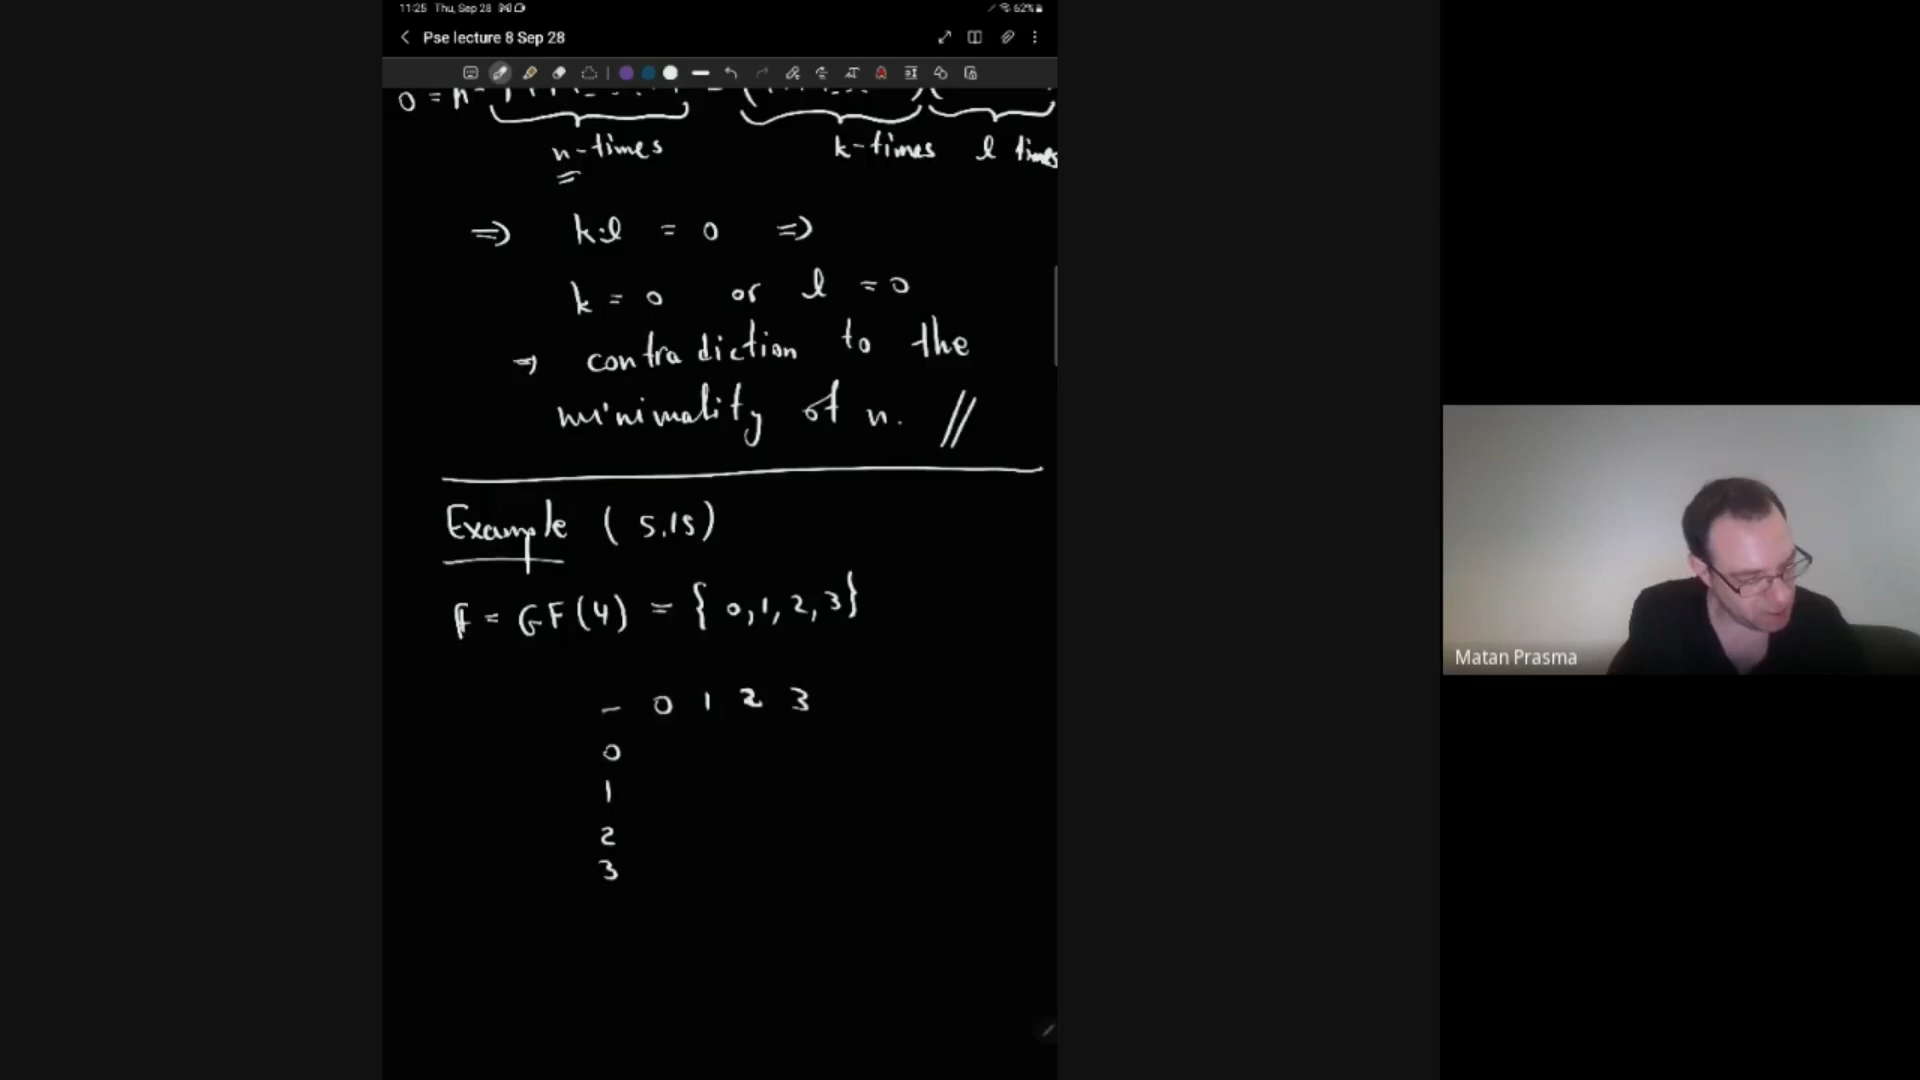 11:25 Thu, Sep 28
62%
Pse lecture 8 Sep 28
0 = n =
n-times k-times l times
⇒ k·l = 0 ⇒
k = 0 or l = 0
→ contradiction to the
minimality of n. //
Example (5.15)
F = GF(4) = { 0,1,2,3}
- 0 1 2 3
0
1
2
3
Matan Prasma